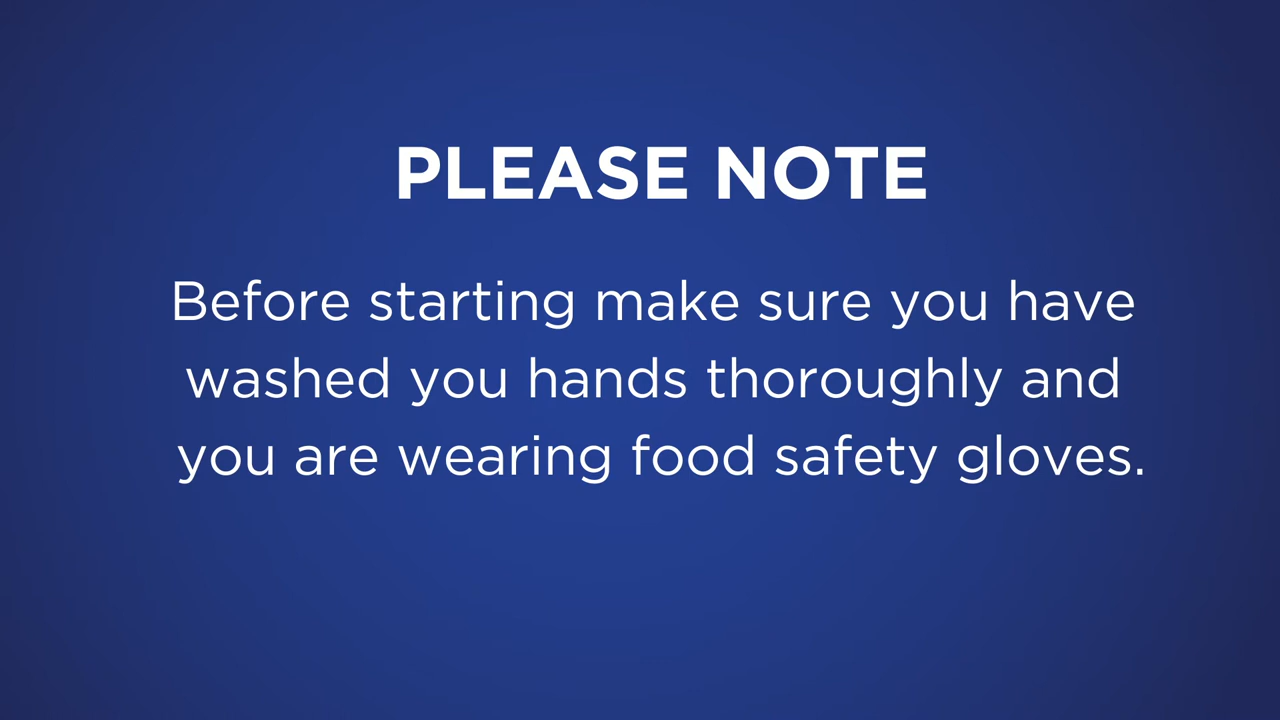 PLEASE NOTE
Before starting make sure you have
washed you hands thoroughly and
you are wearing food safety gloves.